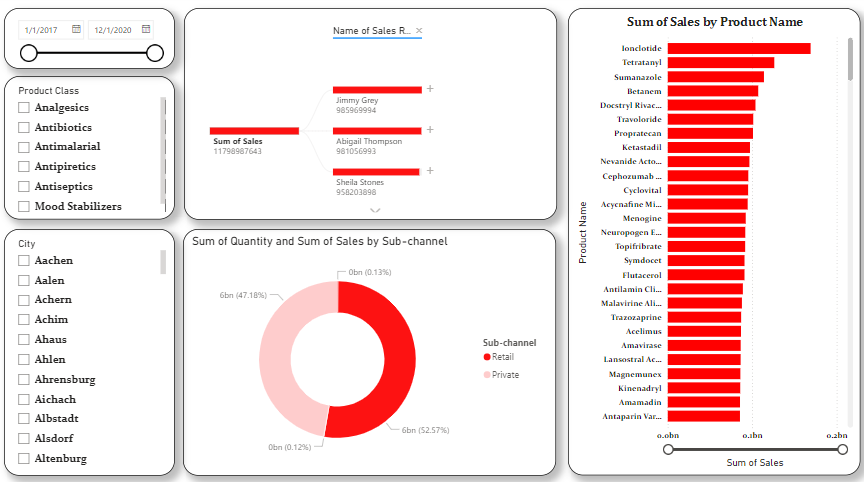 1/1/2017
12/1/2020
Product Class
Analgesics
Antibiotics
Antimalarial
Antipiretics
Antiseptics
Mood Stabilizers
City
Aachen
Aalen
Achern
Achim
Ahaus
Ahlen
Ahrensburg
Aichach
Albstadt
Alsdorf
Altenburg
Name of Sales R...
Sum of Sales
11798987643
Jimmy Grey
985969994
Abigail Thompson
981056993
Sheila Stones
958203898
Sum of Quantity and Sum of Sales by Sub-channel
0bn (0.13%)
6bn (47.18%)
6bn (52.57%)
0bn (0.12%)
Sub-channel
Retail
Private
Sum of Sales by Product Name
Product Name
Ionclotide
Tetratanyl
Sumanazole
Betanem
Docstryl Rivac...
Travoloride
Propratecan
Ketastadil
Nevanide Acto...
Cephozumab ...
Cyclovital
Acycnafine Mi...
Menogine
Neuropogen E...
Topifribrate
Symdocet
Flutacerol
Antilamin Cli...
Malavirine Ali...
Trazozaprine
Acelimus
Amavirase
Lansostral Ac...
Magnemunex
Kinenadryl
Amamadin
Antaparin Var...
0.0bn
0.1bn
0.2bn
Sum of Sales